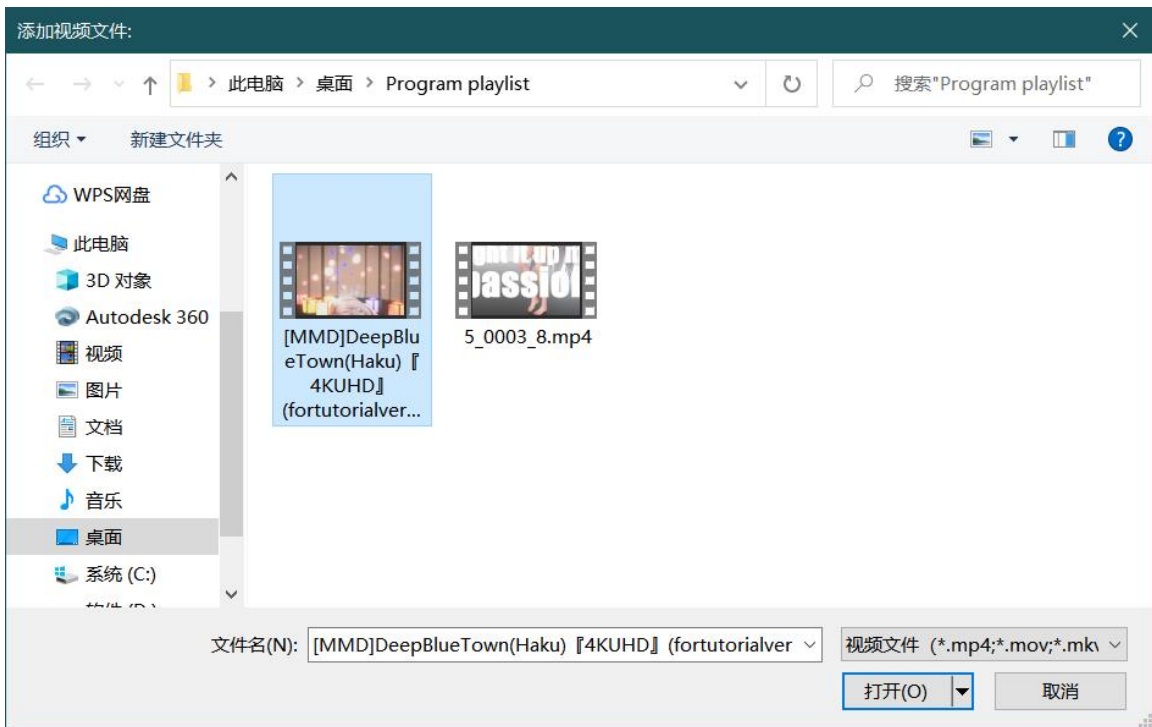 添加视频文件:
此电脑 > 桌面 > Program playlist
搜索"Program playlist"
组织
新建文件夹
WPS网盘
此电脑
3D 对象
Autodesk 360
视频
图片
文档
下载
音乐
桌面
系统 (C:)
[MMD]DeepBlu
eTown(Haku)『
4KUHD』
(fortutorialver...
5_0003_8.mp4
passion
文件名(N):
[MMD]DeepBlueTown(Haku)『4KUHD』(fortutorialver
视频文件 (*.mp4;*.mov;*.mk
打开(O)
取消